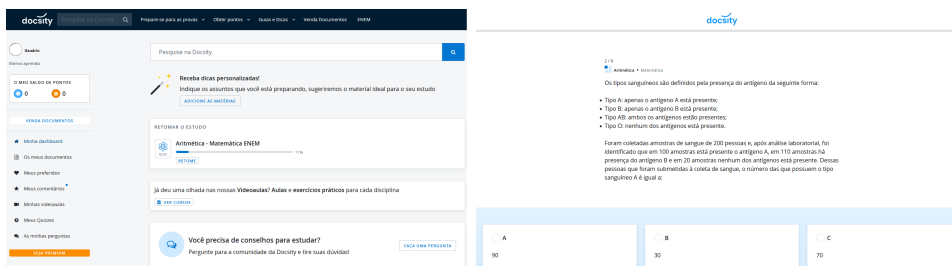 docsity
Pesquise na Docsity
Prepare-se para as provas
Obter pontos
Guias e Dicas
Venda Documentos
ENEM
Usuário
Eterno aprendiz
O MEU SALDO DE PONTOS
0
0
VENDA DOCUMENTOS
Minha dashboard
Os meus documentos
Meus preferidos
Meus comentários
Minhas videoaulas
Meus Quizzes
As minhas perguntas
SEJA PREMIUM
Pesquise na Docsity
Receba dicas personalizadas!
Indique os assuntos que você está preparando, sugeriremos o material ideal para o seu estudo
ADICIONE AS MATÉRIAS
RETOMAR O ESTUDO
Aritmética - Matemática ENEM
11%
RETOME
Já deu uma olhada nas nossas Videoaulas? Aulas e exercícios práticos para cada disciplina
VER CURSOS
Você precisa de conselhos para estudar?
Pergunte para a comunidade da Docsity e tire suas dúvidas!
FAÇA UMA PERGUNTA
docsity
2 / 9
Aritmética • Matemática
Os tipos sanguíneos são definidos pela presença do antígeno da seguinte forma:
• Tipo A: apenas o antígeno A está presente;
• Tipo B: apenas o antígeno B está presente;
• Tipo AB: ambos os antígenos estão presentes;
• Tipo O: nenhum dos antígenos está presente.
Foram coletadas amostras de sangue de 200 pessoas e, após análise laboratorial, foi
identificado que em 100 amostras está presente o antígeno A, em 110 amostras há
presença do antígeno B e em 20 amostras nenhum dos antígenos está presente. Dessas
pessoas que foram submetidas à coleta de sangue, o número das que possuem o tipo
sanguíneo A é igual a:
A
90
B
30
C
70